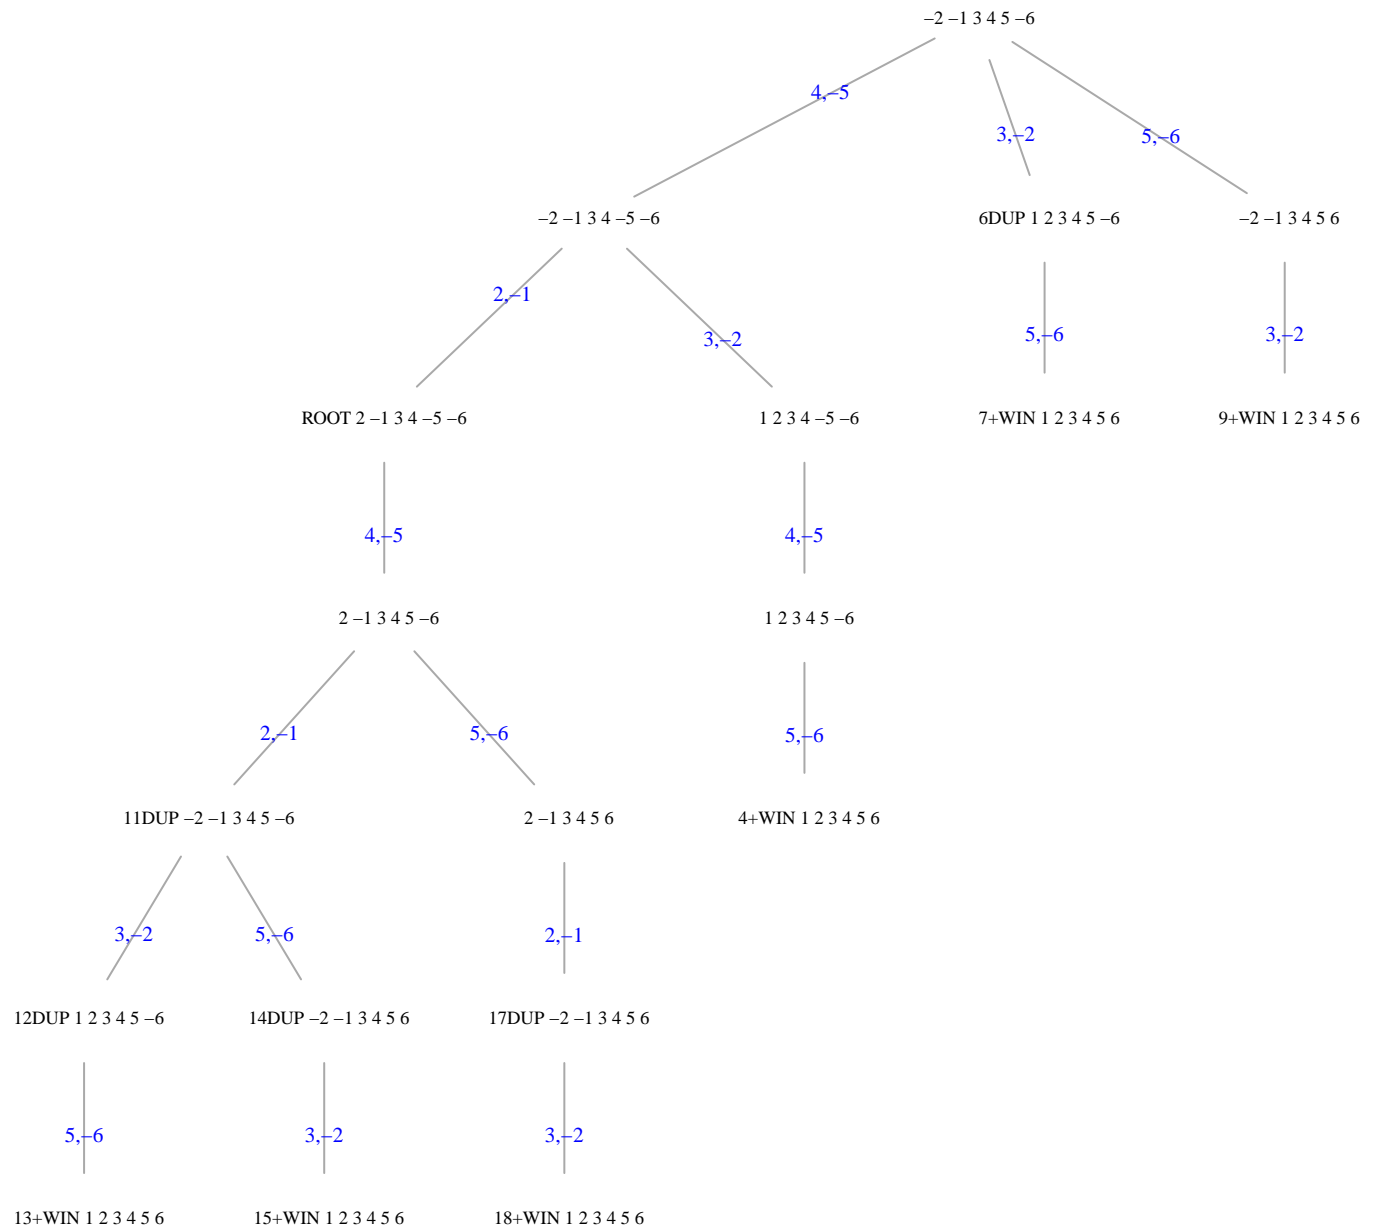 –2 –1 3 4 5 –6
4,–5
3,–2
5,–6
–2 –1 3 4 –5 –6
6DUP 1 2 3 4 5 –6
–2 –1 3 4 5 6
2,–1
3,–2
5,–6
3,–2
ROOT 2 –1 3 4 –5 –6
1 2 3 4 –5 –6
7+WIN 1 2 3 4 5 6
9+WIN 1 2 3 4 5 6
4,–5
4,–5
2 –1 3 4 5 –6
1 2 3 4 5 –6
2,–1
5,–6
5,–6
11DUP –2 –1 3 4 5 –6
2 –1 3 4 5 6
4+WIN 1 2 3 4 5 6
3,–2
5,–6
2,–1
12DUP 1 2 3 4 5 –6
14DUP –2 –1 3 4 5 6
17DUP –2 –1 3 4 5 6
5,–6
3,–2
3,–2
13+WIN 1 2 3 4 5 6
15+WIN 1 2 3 4 5 6
18+WIN 1 2 3 4 5 6